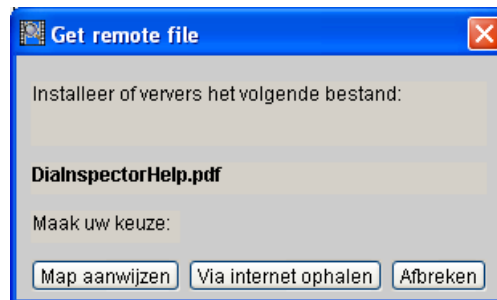 Get remote file
Installeer of ververs het volgende bestand:
DiaInspectorHelp.pdf
Maak uw keuze:
Map aanwijzen Via internet ophalen Afbreken